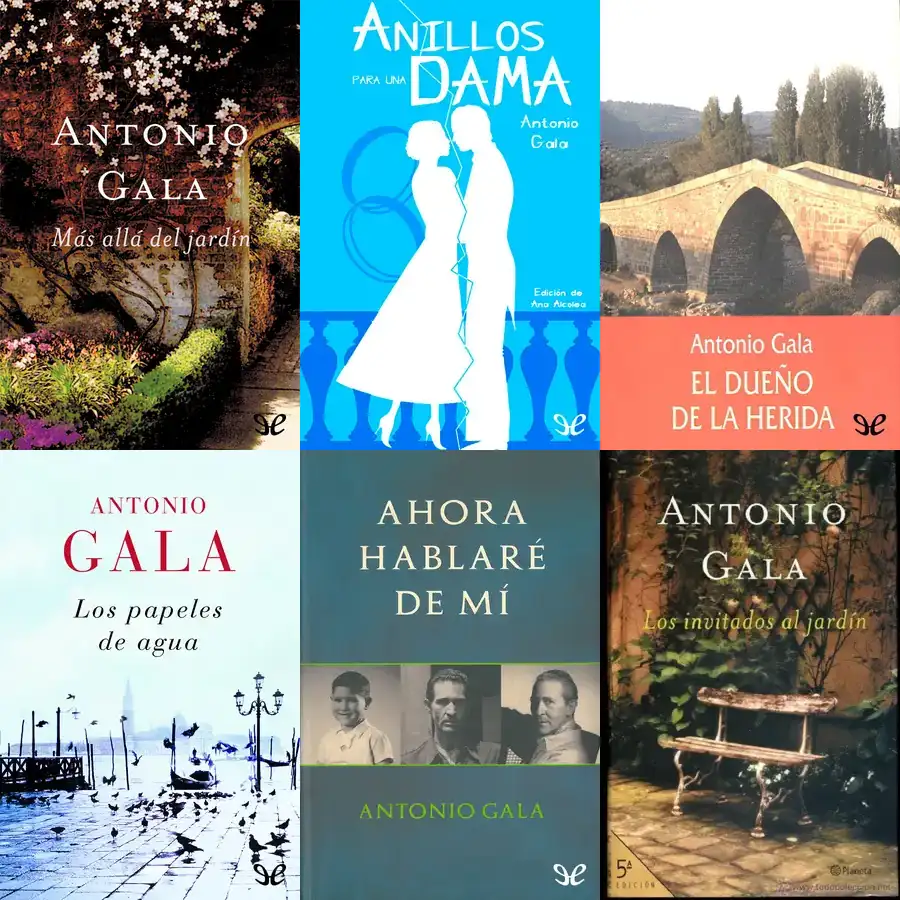 ANTONIO
GALA
Más allá del jardín
ANILLOS
PARA UNA
DAMA
Antonio
Gala
Edición de
Ana Alcolea
Antonio Gala
EL DUEÑO
DE LA HERIDA
ANTONIO
GALA
Los papeles
de agua
AHORA
HABLARÉ
DE MÍ
ANTONIO GALA
ANTONIO
GALA
Los invitados al jardín
5ª
EDICIÓN
Planeta